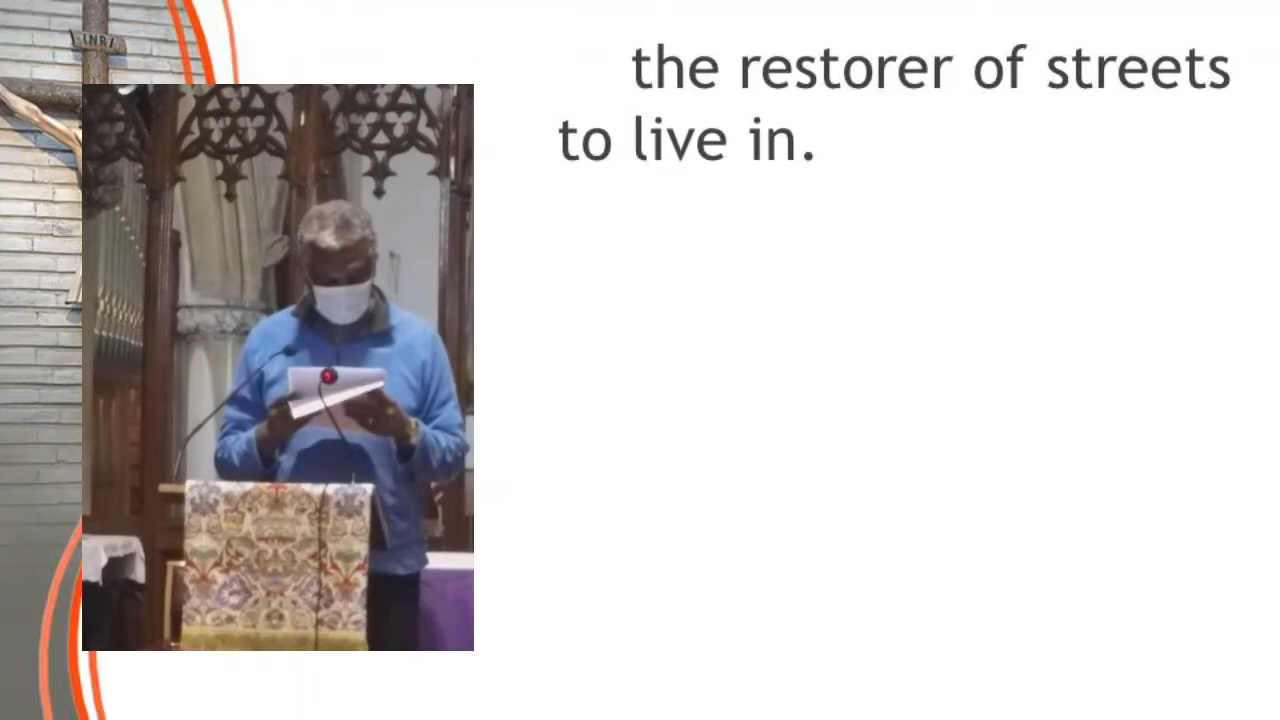 INRI
the restorer of streets
to live in.